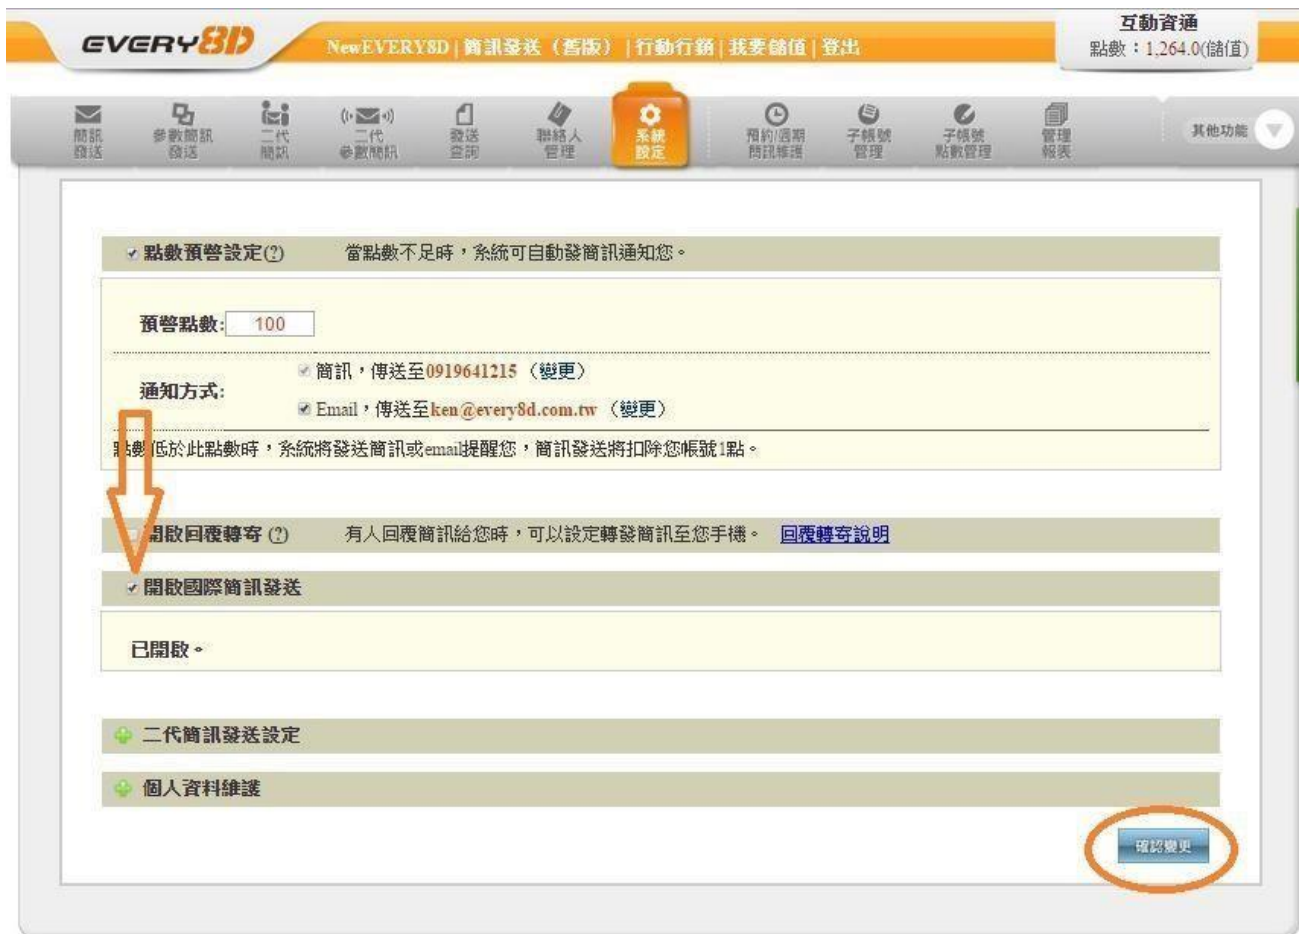 EVERY8D
NewEVERY8D | 簡訊發送（舊版） | 行動行銷 | 我要儲值 | 登出
互動資通
點數：1,264.0(儲值)
簡訊發送
參數簡訊發送
二代簡訊
二代參數簡訊
發送查詢
聯絡人管理
系統設定
預約/週期簡訊維護
子帳號管理
子帳號點數管理
管理報表
其他功能
點數預警設定(?) 當點數不足時，系統可自動發簡訊通知您。
預警點數: 100
通知方式:
簡訊，傳送至0919641215（變更）
Email，傳送至ken@every8d.com.tw（變更）
點數低於此點數時，系統將發送簡訊或email提醒您，簡訊發送將扣除您帳號1點。
開啟回覆轉寄 (?) 有人回覆簡訊給您時，可以設定轉發簡訊至您手機。 回覆轉寄說明
開啟國際簡訊發送
已開啟。
二代簡訊發送設定
個人資料維護
確認變更